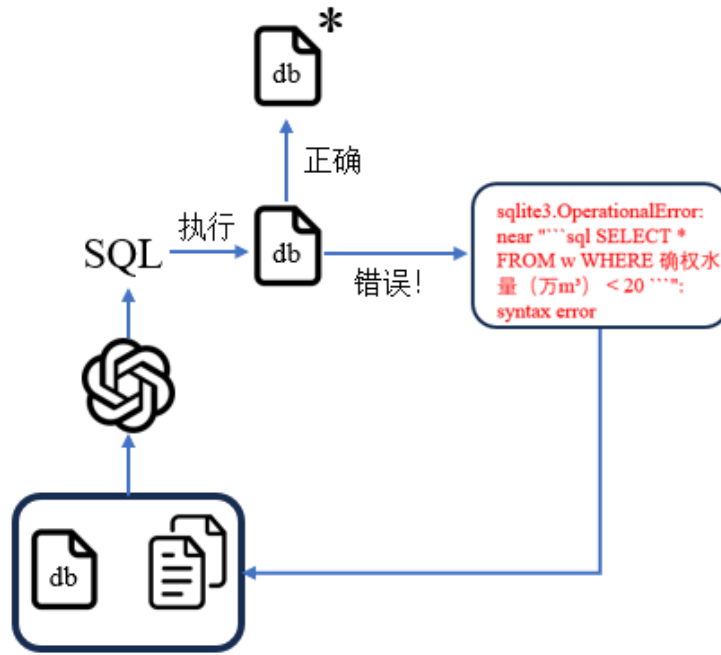 db
*
正确
SQL
执行
db
错误！
sqlite3.OperationalError:
near "```sql SELECT *
FROM w WHERE 确权水
量（万m³） < 20 ```":
syntax error
db